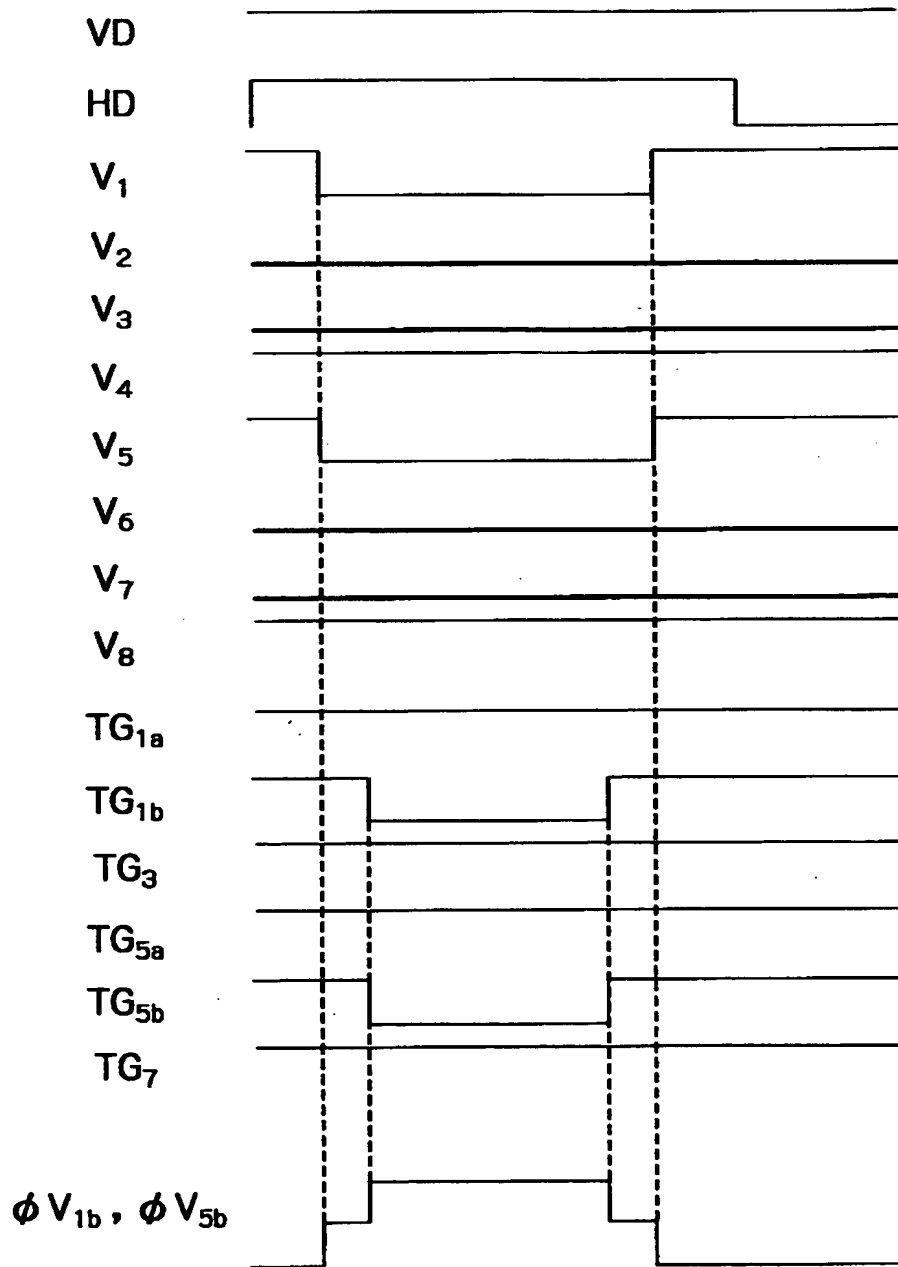 VD
HD
V₁
V₂
V₃
V₄
V₅
V₆
V₇
V₈
TG₁ₐ
TG₁b
TG₃
TG₅ₐ
TG₅b
TG₇
ϕV₁b, ϕV₅b